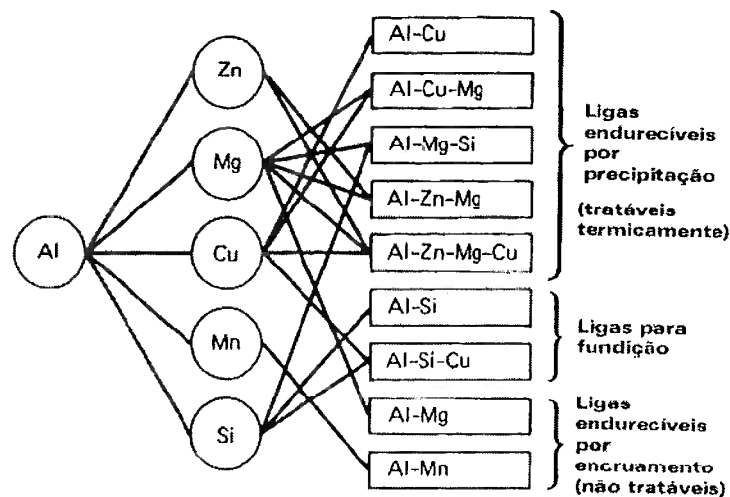 Al
Zn
Mg
Cu
Mn
Si
Al-Cu
Al-Cu-Mg
Al-Mg-Si
Al-Zn-Mg
Al-Zn-Mg-Cu
Al-Si
Al-Si-Cu
Al-Mg
Al-Mn
Ligas
endurecíveis
por
precipitação
(tratáveis
termicamente)
Ligas para
fundição
Ligas
endurecíveis
por
encruamento
(não tratáveis)